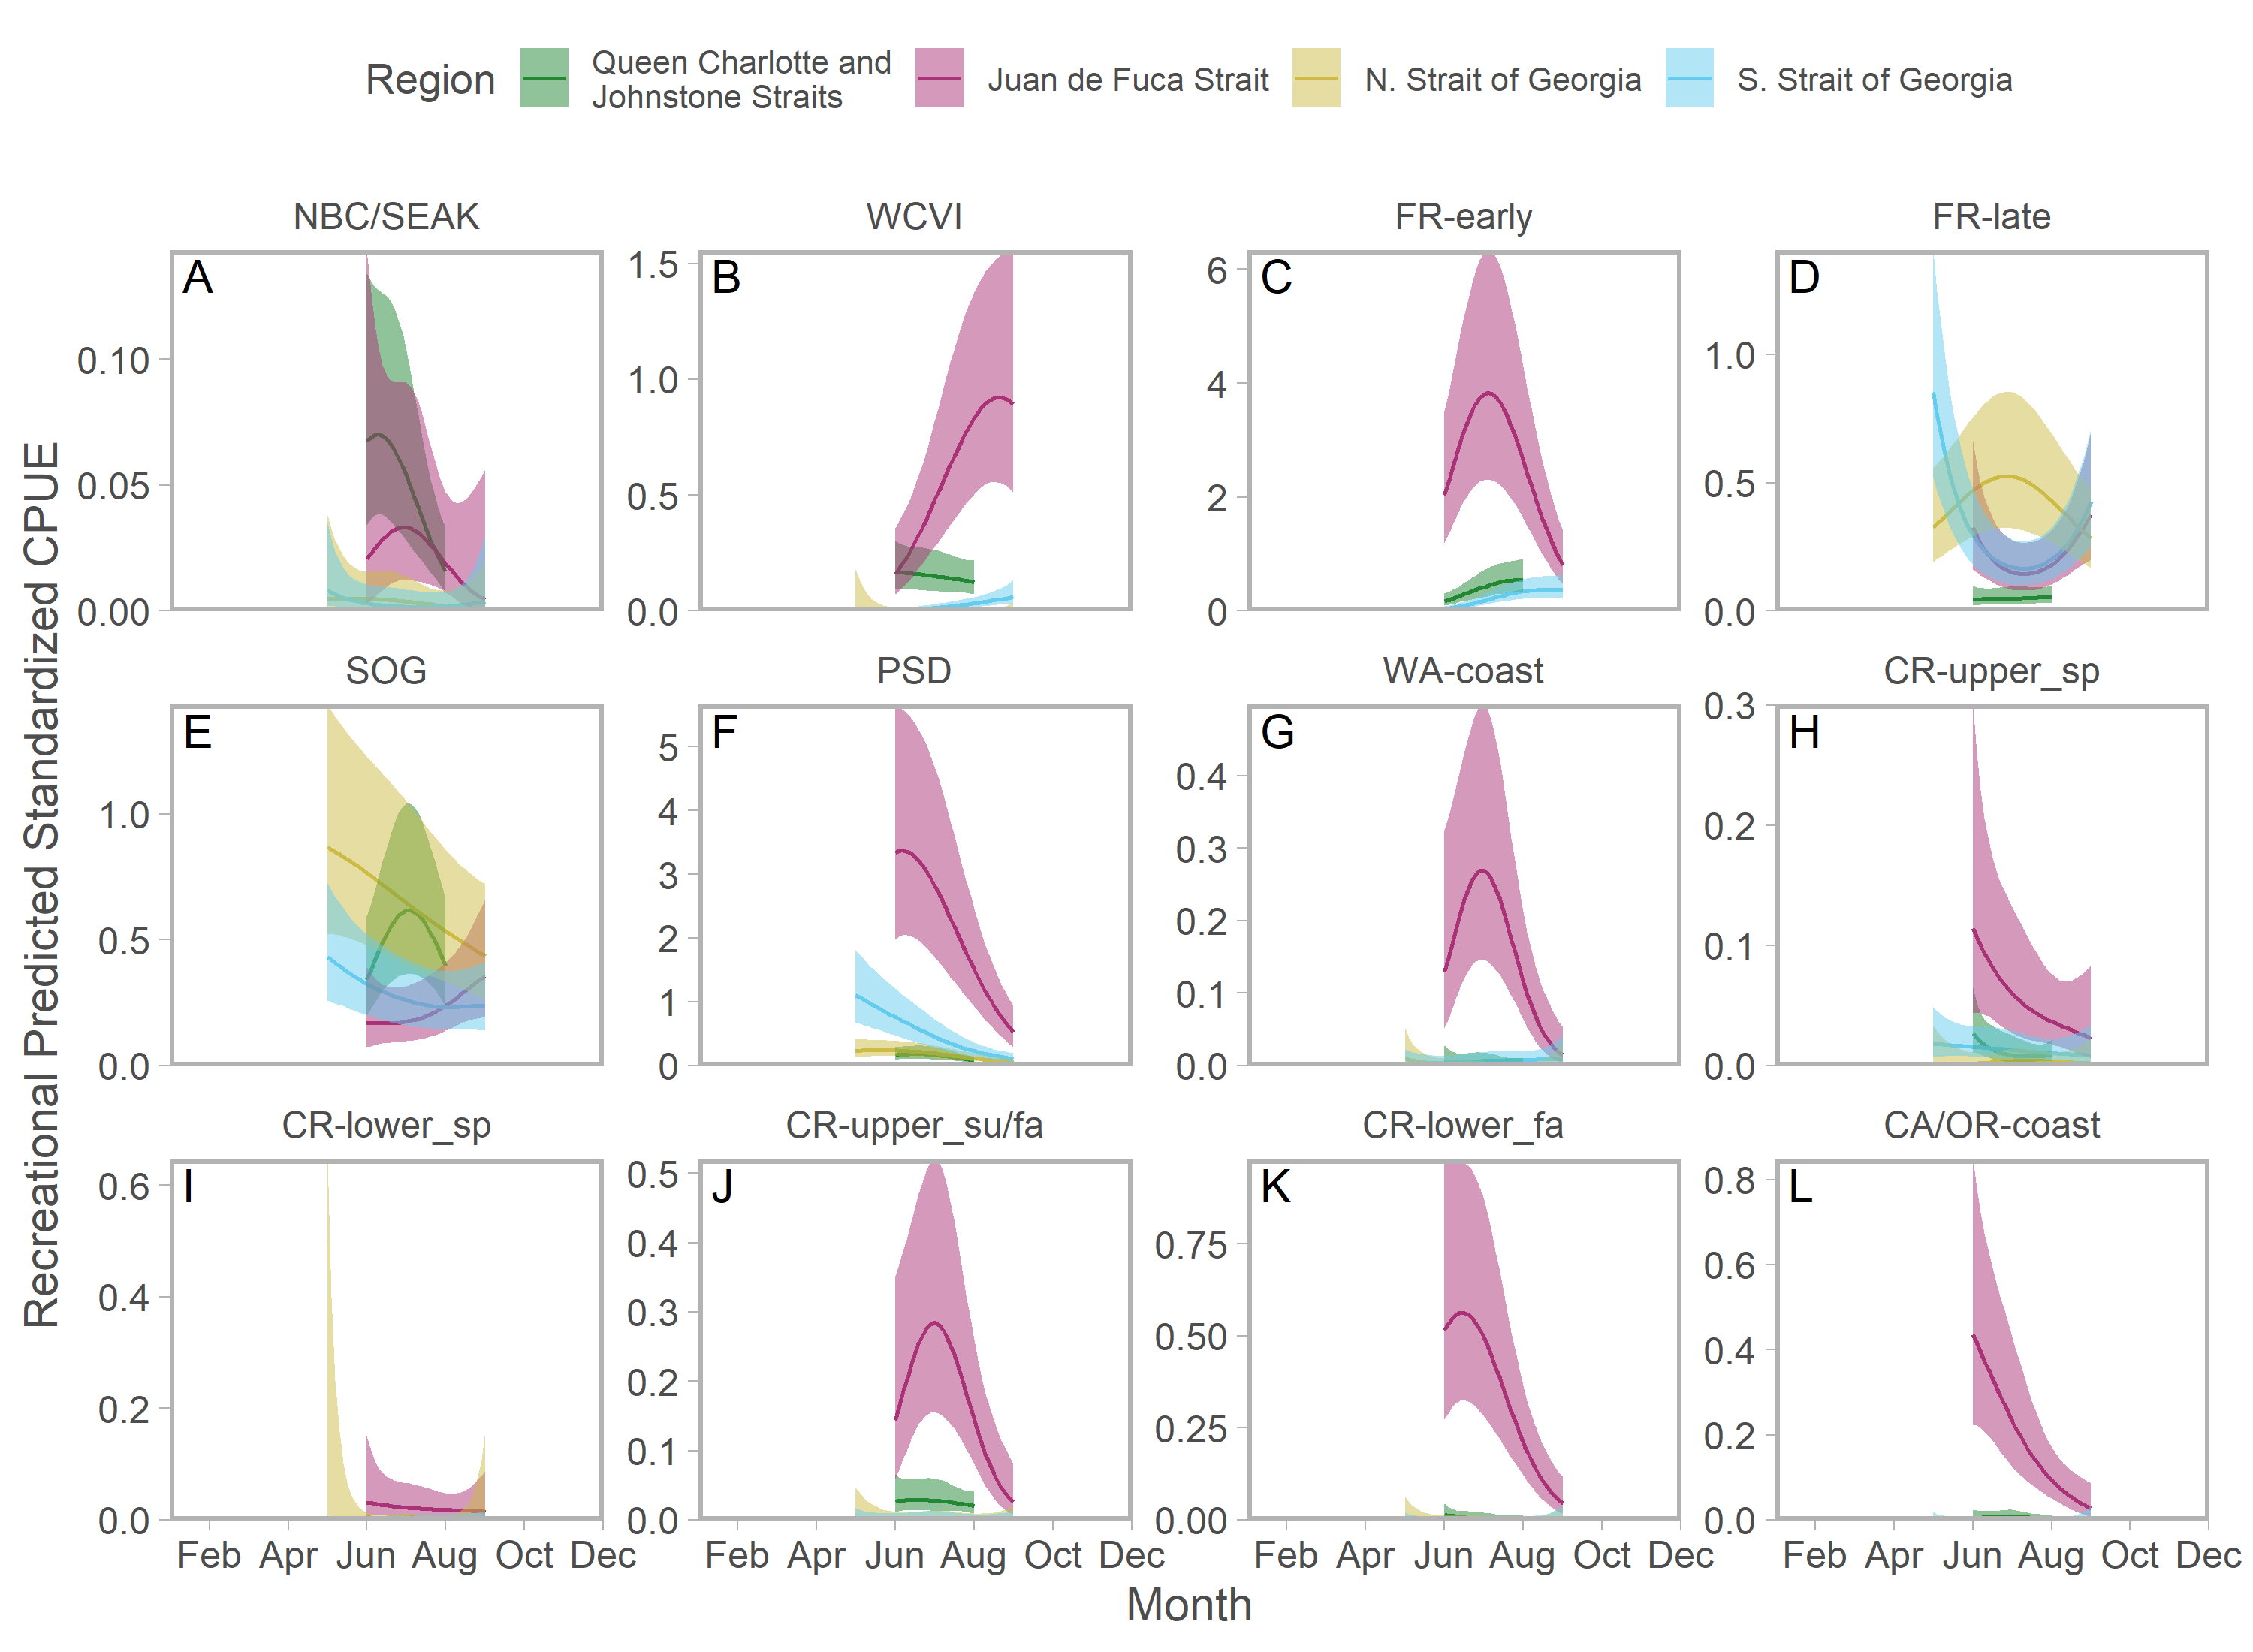 Region
Queen Charlotte and
Johnstone Straits
Juan de Fuca Strait
N. Strait of Georgia
S. Strait of Georgia
Recreational Predicted Standardized CPUE
NBC/SEAK
WCVI
FR-early
FR-late
A
0.10
0.05
0.00
B
1.5
1.0
0.5
0.0
C
6
4
2
0
D
1.0
0.5
0.0
SOG
PSD
WA-coast
CR-upper_sp
E
1.0
0.5
0.0
F
5
4
3
2
1
0
G
0.4
0.3
0.2
0.1
0.0
H
0.3
0.2
0.1
0.0
CR-lower_sp
CR-upper_su/fa
CR-lower_fa
CA/OR-coast
I
0.6
0.4
0.2
0.0
J
0.5
0.4
0.3
0.2
0.1
0.0
K
0.75
0.50
0.25
0.00
L
0.8
0.6
0.4
0.2
0.0
Feb Apr Jun Aug Oct Dec
Feb Apr Jun Aug Oct Dec
Feb Apr Jun Aug Oct Dec
Feb Apr Jun Aug Oct Dec
Month